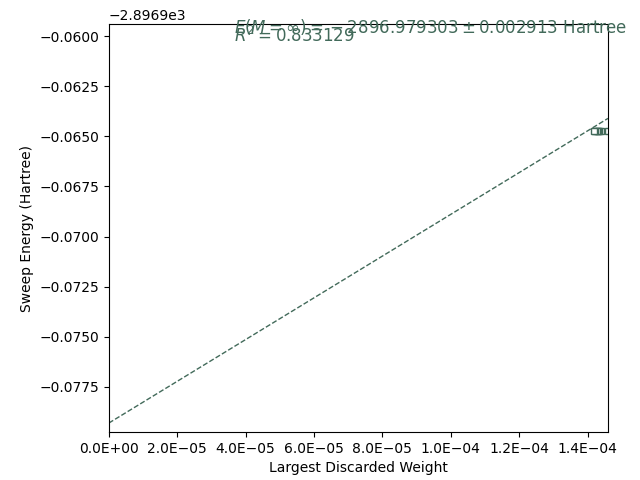 −2.8969e3
E(M = ∞) = −2896.979303 ± 0.002913 Hartree
R² = 0.833129
−0.0600
−0.0625
−0.0650
−0.0675
−0.0700
−0.0725
−0.0750
−0.0775
Sweep Energy (Hartree)
0.0E+00 2.0E−05 4.0E−05 6.0E−05 8.0E−05 1.0E−04 1.2E−04 1.4E−04
Largest Discarded Weight